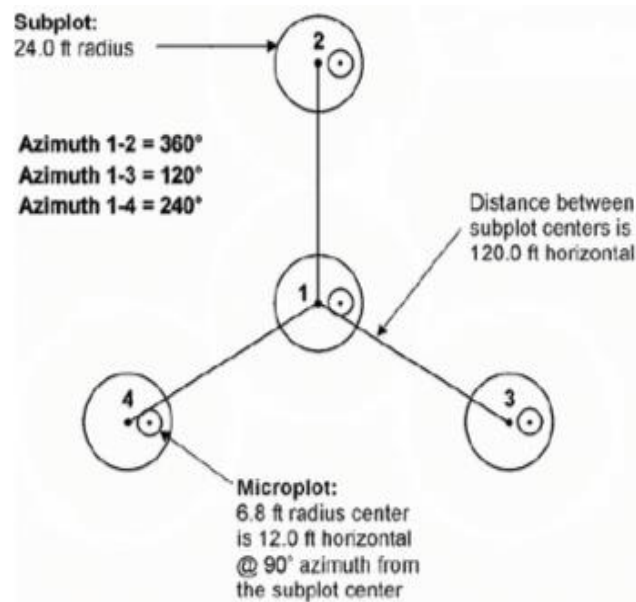 Subplot:
24.0 ft radius
2
Azimuth 1-2 = 360°
Azimuth 1-3 = 120°
Azimuth 1-4 = 240°
Distance between
subplot centers is
120.0 ft horizontal
1
4
3
Microplot:
6.8 ft radius center
is 12.0 ft horizontal
@ 90° azimuth from
the subplot center